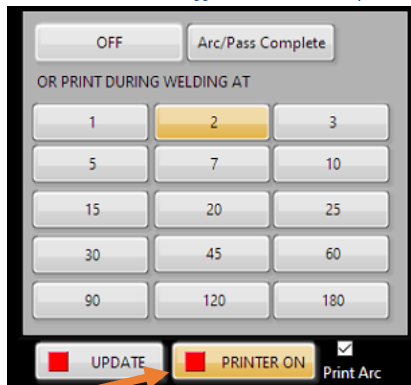 OFF Arc/Pass Complete
OR PRINT DURING WELDING AT
1 2 3
5 7 10
15 20 25
30 45 60
90 120 180
UPDATE PRINTER ON Print Arc